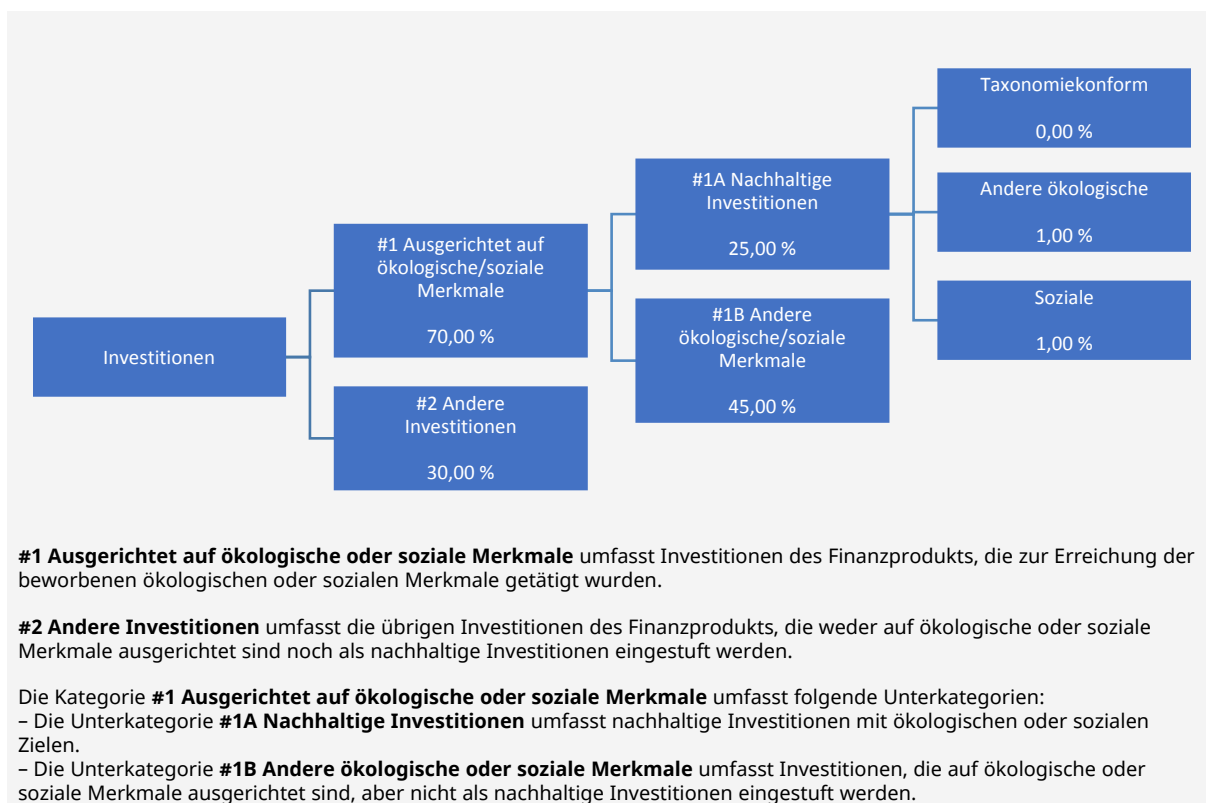 Investitionen
#1 Ausgerichtet auf
ökologische/soziale
Merkmale
70,00 %
#2 Andere
Investitionen
30,00 %
#1A Nachhaltige
Investitionen
25,00 %
#1B Andere
ökologische/soziale
Merkmale
45,00 %
Taxonomiekonform
0,00 %
Andere ökologische
1,00 %
Soziale
1,00 %
#1 Ausgerichtet auf ökologische oder soziale Merkmale umfasst Investitionen des Finanzprodukts, die zur Erreichung der
beworbenen ökologischen oder sozialen Merkmale getätigt wurden.
#2 Andere Investitionen umfasst die übrigen Investitionen des Finanzprodukts, die weder auf ökologische oder soziale
Merkmale ausgerichtet sind noch als nachhaltige Investitionen eingestuft werden.
Die Kategorie #1 Ausgerichtet auf ökologische oder soziale Merkmale umfasst folgende Unterkategorien:
– Die Unterkategorie #1A Nachhaltige Investitionen umfasst nachhaltige Investitionen mit ökologischen oder sozialen
Zielen.
– Die Unterkategorie #1B Andere ökologische oder soziale Merkmale umfasst Investitionen, die auf ökologische oder
soziale Merkmale ausgerichtet sind, aber nicht als nachhaltige Investitionen eingestuft werden.